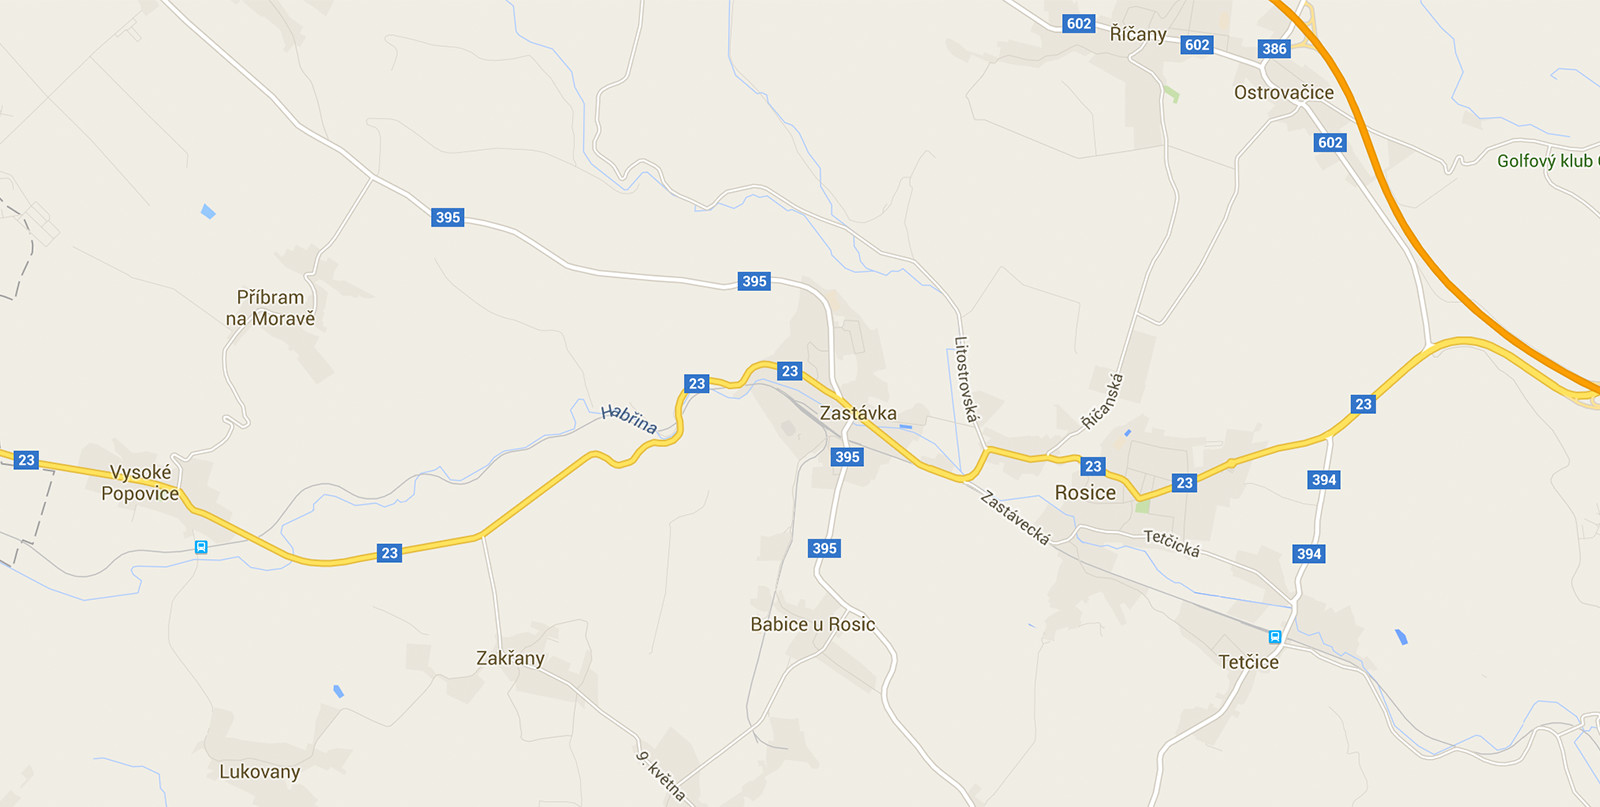 602
Říčany
602
386
Ostrovačice
602
Golfový klub
395
395
Příbram
na Moravě
23
23
Litostrovská
Říčanská
23
Habřina
Zastávka
23
Vysoké
Popovice
395
23
Rosice
23
394
Zastávecká
Tetčická
23
395
394
Babice u Rosic
Zakřany
Tetčice
Lukovany
9. května